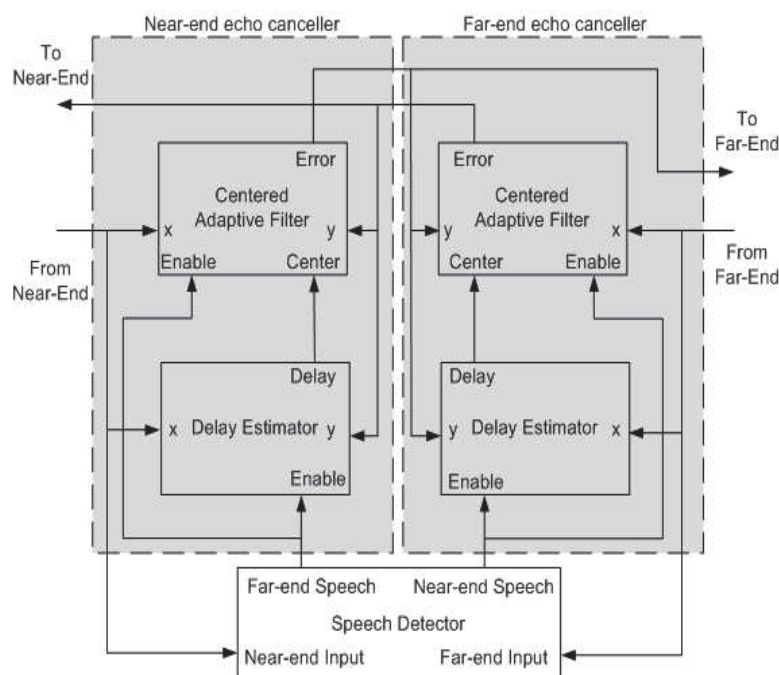 Near-end echo canceller
Far-end echo canceller
To
Near-End
To
Far-End
Error
Error
Centered
Adaptive Filter
Centered
Adaptive Filter
x
y
y
x
Enable
Center
Center
Enable
From
Near-End
From
Far-End
Delay
Delay
x
Delay Estimator
y
y
Delay Estimator
x
Enable
Enable
Far-end Speech
Near-end Speech
Speech Detector
Near-end Input
Far-end Input